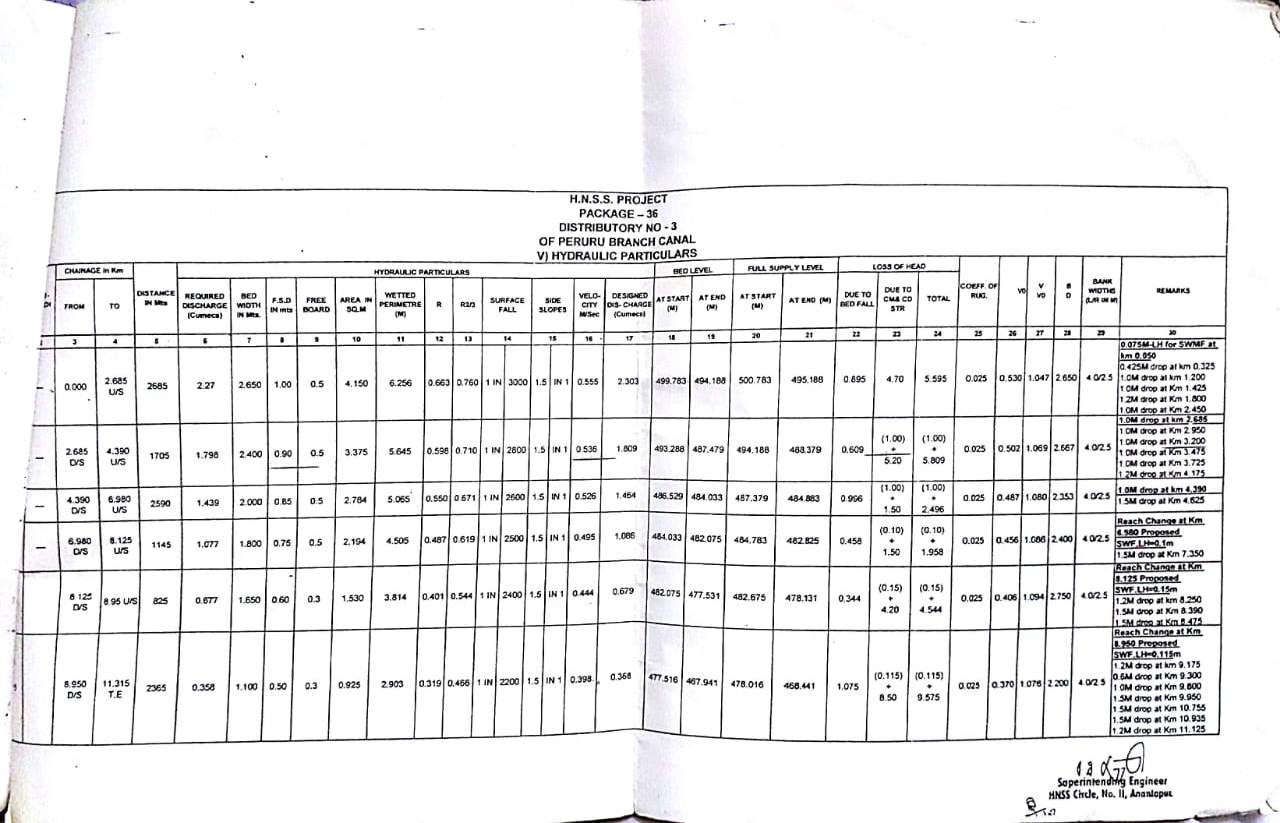 H.N.S.S. PROJECT
PACKAGE – 36
DISTRIBUTORY NO - 3
OF PERURU BRANCH CANAL
V) HYDRAULIC PARTICULARS
CHAINAGE in Km | DISTANCE IN Mts | HYDRAULIC PARTICULARS | BED LEVEL | FULL SUPPLY LEVEL | LOSS OF HEAD | COEFF. OF RUG. | V0 | V V0 | B D | BANK WIDTHS (L/R IN M) | REMARKS
FROM | TO | REQUIRED DISCHARGE (Cumecs) | BED WIDTH IN Mts. | F.S.D IN mts | FREE BOARD | AREA IN SQ.M | WETTED PERIMETRE (M) | R | R2/3 | SURFACE FALL | SIDE SLOPES | VELO-CITY M/Sec | DESIGNED DIS- CHARGE (Cumecs) | AT START (M) | AT END (M) | AT START (M) | AT END (M) | DUE TO BED FALL | DUE TO CM& CD STR | TOTAL
3 | 4 | 5 | 6 | 7 | 8 | 9 | 10 | 11 | 12 | 13 | 14 | 15 | 16 | 17 | 18 | 19 | 20 | 21 | 22 | 23 | 24 | 25 | 26 | 27 | 28 | 29 | 30
0.000 | 2.685 U/S | 2685 | 2.27 | 2.650 | 1.00 | 0.5 | 4.150 | 6.256 | 0.663 | 0.760 | 1 IN 3000 | 1.5 IN 1 | 0.555 | 2.303 | 499.783 | 494.188 | 500.783 | 495.188 | 0.895 | 4.70 | 5.595 | 0.025 | 0.530 | 1.047 | 2.650 | 4.0/2.5
0.075M-LH for SWMF at
km 0.050
0.425M drop at km 0.325
1.0M drop at km 1.200
1.0M drop at Km 1.425
1.2M drop at Km 1.800
1.0M drop at Km 2.450
2.685 D/S | 4.390 U/S | 1705 | 1.798 | 2.400 | 0.90 | 0.5 | 3.375 | 5.645 | 0.598 | 0.710 | 1 IN 2800 | 1.5 IN 1 | 0.536 | 1.809 | 493.288 | 487.479 | 494.188 | 488.379 | 0.609 | (1.00) + 5.20 | (1.00) + 5.809 | 0.025 | 0.502 | 1.069 | 2.667 | 4.0/2.5
1.0M drop at km 2.685
1.0M drop at Km 2.950
1.0M drop at Km 3.200
1.0M drop at Km 3.475
1.0M drop at Km 3.725
1.2M drop at Km 4.175
4.390 D/S | 6.980 U/S | 2590 | 1.439 | 2.000 | 0.85 | 0.5 | 2.784 | 5.065 | 0.550 | 0.671 | 1 IN 2600 | 1.5 IN 1 | 0.526 | 1.464 | 486.529 | 484.033 | 487.379 | 484.883 | 0.996 | (1.00) + 1.50 | (1.00) + 2.496 | 0.025 | 0.487 | 1.080 | 2.353 | 4.0/2.5
1.0M drop at km 4.390
1.5M drop at Km 4.625
6.980 D/S | 8.125 U/S | 1145 | 1.077 | 1.800 | 0.75 | 0.5 | 2.194 | 4.505 | 0.487 | 0.619 | 1 IN 2500 | 1.5 IN 1 | 0.495 | 1.086 | 484.033 | 482.075 | 484.783 | 482.825 | 0.458 | (0.10) + 1.50 | (0.10) + 1.958 | 0.025 | 0.456 | 1.086 | 2.400 | 4.0/2.5
Reach Change at Km
6.980 Proposed
SWF.LH=0.1m
1.5M drop at Km 7.350
8.125 D/S | 8.95 U/S | 825 | 0.677 | 1.650 | 0.60 | 0.3 | 1.530 | 3.814 | 0.401 | 0.544 | 1 IN 2400 | 1.5 IN 1 | 0.444 | 0.679 | 482.075 | 477.531 | 482.675 | 478.131 | 0.344 | (0.15) + 4.20 | (0.15) + 4.544 | 0.025 | 0.406 | 1.094 | 2.750 | 4.0/2.5
Reach Change at Km
8.125 Proposed
SWF.LH=0.15m
1.2M drop at km 8.250
1.5M drop at Km 8.390
1.5M drop at Km 8.475
8.950 D/S | 11.315 T.E | 2365 | 0.358 | 1.100 | 0.50 | 0.3 | 0.925 | 2.903 | 0.319 | 0.466 | 1 IN 2200 | 1.5 IN 1 | 0.398 | 0.368 | 477.516 | 467.941 | 478.016 | 468.441 | 1.075 | (0.115) + 8.50 | (0.115) + 9.575 | 0.025 | 0.370 | 1.076 | 2.200 | 4.0/2.5
Reach Change at Km
8.950 Proposed
SWF.LH=0.115m
1.2M drop at km 9.175
0.6M drop at Km 9.300
1.0M drop at Km 9.600
1.5M drop at Km 9.950
1.5M drop at Km 10.755
1.5M drop at Km 10.935
1.2M drop at Km 11.125
Superintending Engineer
HNSS Circle, No. II, Anantapur.